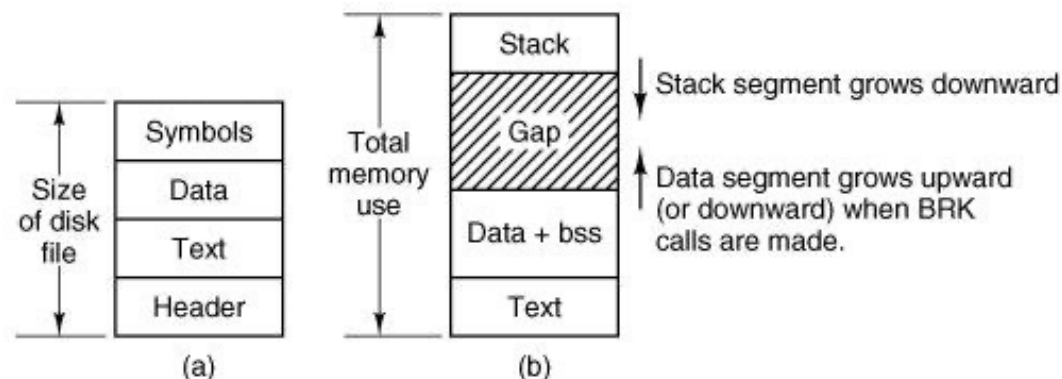 Size
of disk
file
Symbols
Data
Text
Header
(a)
Total
memory
use
Stack
Gap
Data + bss
Text
(b)
Stack segment grows downward
Data segment grows upward
(or downward) when BRK
calls are made.